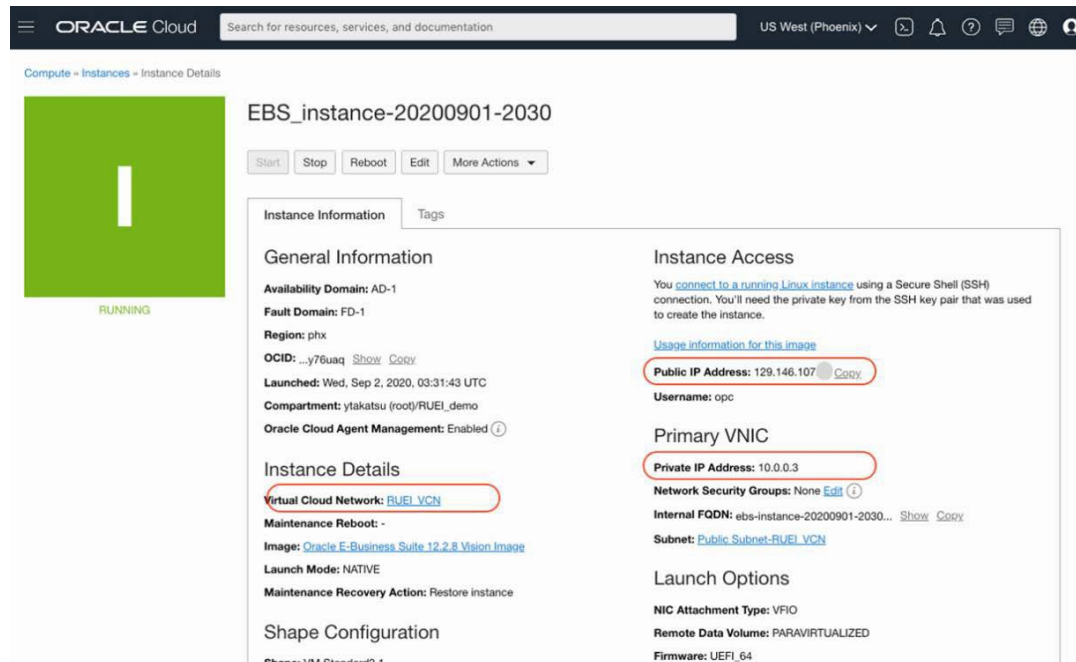 ORACLE Cloud
Search for resources, services, and documentation
US West (Phoenix)
Compute » Instances » Instance Details
I
RUNNING
EBS_instance-20200901-2030
Start Stop Reboot Edit More Actions
Instance Information Tags
General Information
Availability Domain: AD-1
Fault Domain: FD-1
Region: phx
OCID: ...y76uaq Show Copy
Launched: Wed, Sep 2, 2020, 03:31:43 UTC
Compartment: ytakatsu (root)/RUEI_demo
Oracle Cloud Agent Management: Enabled i
Instance Details
Virtual Cloud Network: RUEI_VCN
Maintenance Reboot: -
Image: Oracle E-Business Suite 12.2.8 Vision Image
Launch Mode: NATIVE
Maintenance Recovery Action: Restore instance
Shape Configuration
Instance Access
You connect to a running Linux instance using a Secure Shell (SSH)
connection. You'll need the private key from the SSH key pair that was used
to create the instance.
Usage information for this image
Public IP Address: 129.146.107 Copy
Username: opc
Primary VNIC
Private IP Address: 10.0.0.3
Network Security Groups: None Edit i
Internal FQDN: ebs-instance-20200901-2030... Show Copy
Subnet: Public Subnet-RUEI_VCN
Launch Options
NIC Attachment Type: VFIO
Remote Data Volume: PARAVIRTUALIZED
Firmware: UEFI_64